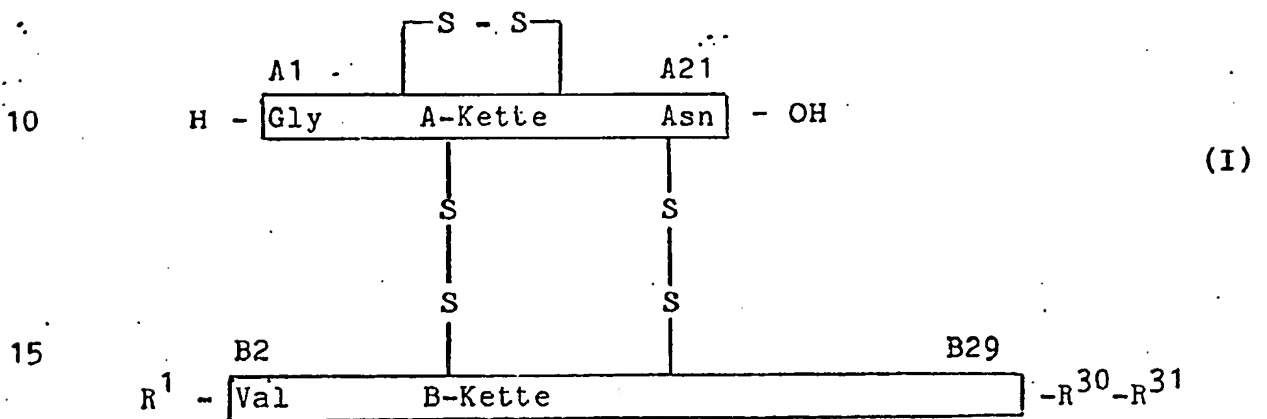 S - S
A1 A21
10 H - Gly A-Kette Asn - OH
(I)
S S
S S
15 B2 B29
R¹ - Val B-Kette -R³⁰-R³¹